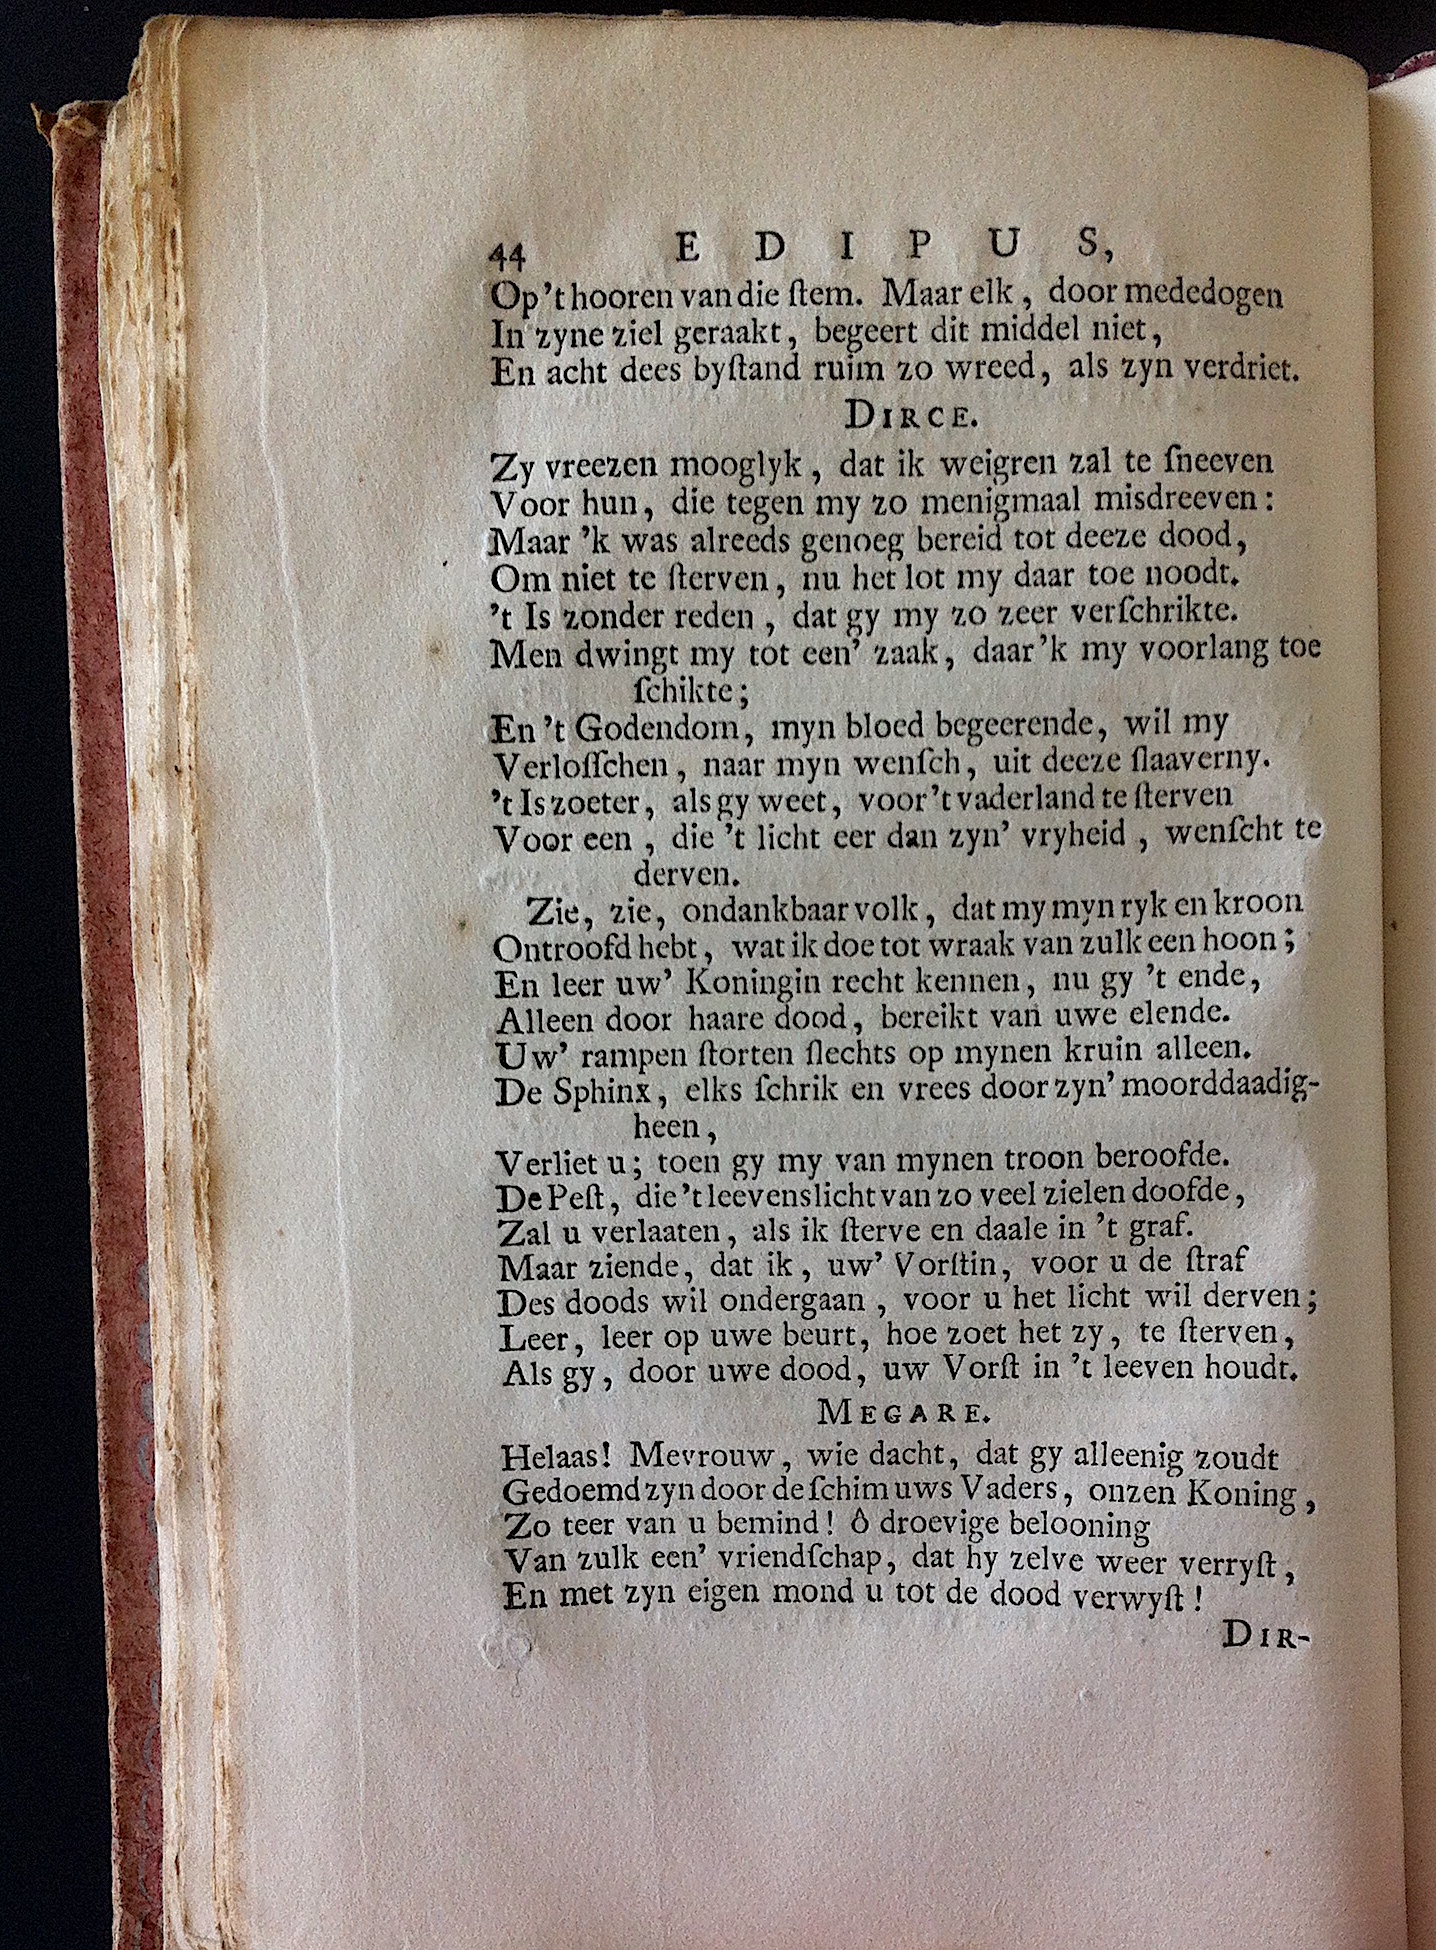 44 E D I P U S,
Op 't hooren van die ſtem. Maar elk, door mededogen
In zyne ziel geraakt, begeert dit middel niet,
En acht dees byſtand ruim zo wreed, als zyn verdriet.
DIRCE.
Zy vreezen mooglyk, dat ik weigren zal te ſneeven
Voor hun, die tegen my zo menigmaal misdreeven:
Maar 'k was alreeds genoeg bereid tot deeze dood,
Om niet te ſterven, nu het lot my daar toe noodt.
't Is zonder reden, dat gy my zo zeer verſchrikte.
Men dwingt my tot een' zaak, daar 'k my voorlang toe
ſchikte;
En 't Godendom, myn bloed begeerende, wil my
Verloſſchen, naar myn wenſch, uit deeze ſlaaverny.
't Is zoeter, als gy weet, voor 't vaderland te ſterven
Voor een, die 't licht eer dan zyn' vryheid, wenſcht te
derven.
Zie, zie, ondankbaar volk, dat my myn ryk en kroon
Ontroofd hebt, wat ik doe tot wraak van zulk een hoon;
En leer uw' Koningin recht kennen, nu gy 't ende,
Alleen door haare dood, bereikt van uwe elende.
Uw' rampen ſtorten ſlechts op mynen kruin alleen.
De Sphinx, elks ſchrik en vrees door zyn' moorddaadig-
heen,
Verliet u; toen gy my van mynen troon beroofde.
De Peſt, die 't leevenslicht van zo veel zielen doofde,
Zal u verlaaten, als ik ſterve en daale in 't graf.
Maar ziende, dat ik, uw' Vorſtin, voor u de ſtraf
Des doods wil ondergaan, voor u het licht wil derven;
Leer, leer op uwe beurt, hoe zoet het zy, te ſterven,
Als gy, door uwe dood, uw Vorſt in 't leeven houdt.
MEGARE.
Helaas! Mevrouw, wie dacht, dat gy alleenig zoudt
Gedoemd zyn door de ſchim uws Vaders, onzen Koning,
Zo teer van u bemind! ô droevige belooning
Van zulk een' vriendſchap, dat hy zelve weer verryſt,
En met zyn eigen mond u tot de dood verwyſt!
DIR-